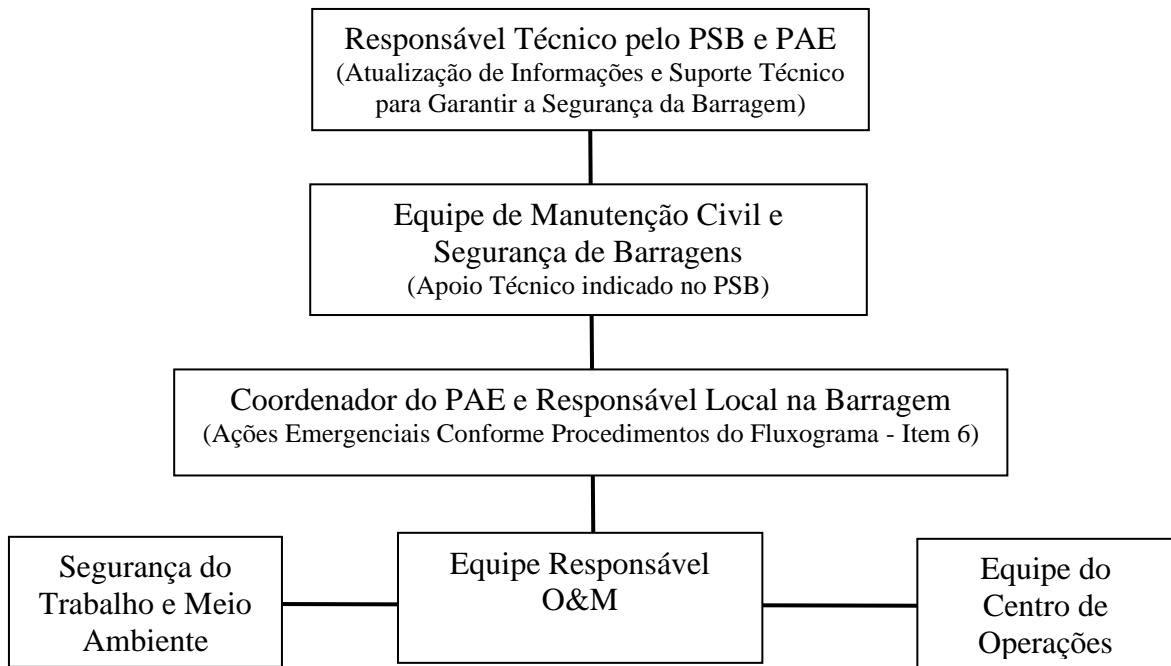 Responsável Técnico pelo PSB e PAE
(Atualização de Informações e Suporte Técnico
para Garantir a Segurança da Barragem)
Equipe de Manutenção Civil e
Segurança de Barragens
(Apoio Técnico indicado no PSB)
Coordenador do PAE e Responsável Local na Barragem
(Ações Emergenciais Conforme Procedimentos do Fluxograma - Item 6)
Segurança do
Trabalho e Meio
Ambiente
Equipe Responsável
O&M
Equipe do
Centro de
Operações